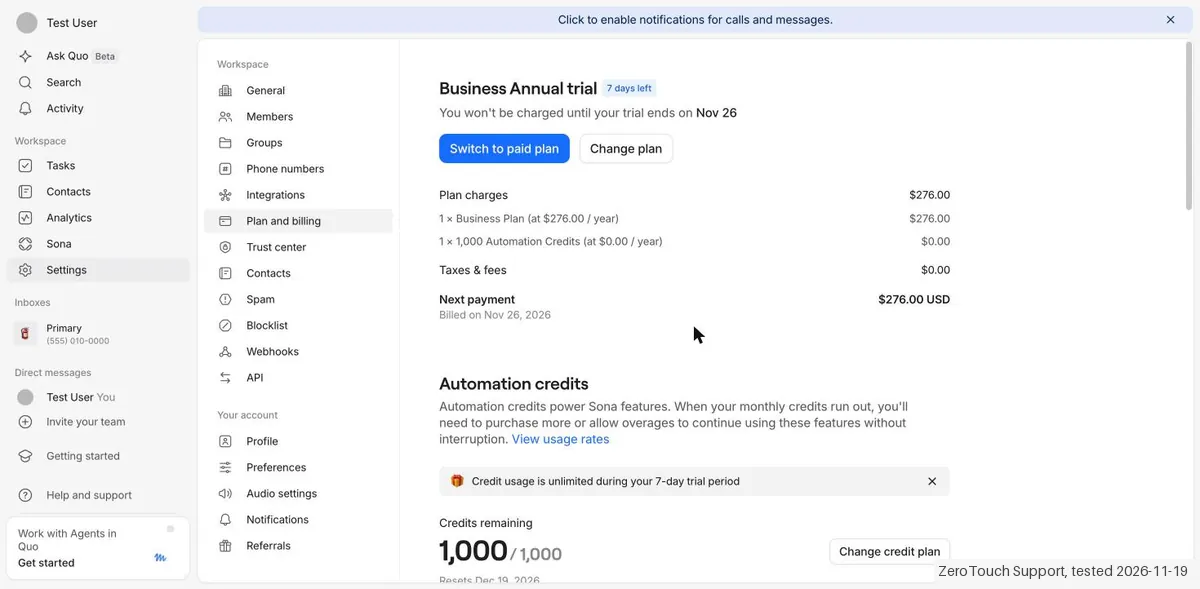 Test User
Ask Quo Beta
Search
Activity
Workspace
Tasks
Contacts
Analytics
Sona
Settings
Inboxes
Primary
(555) 010-0000
Direct messages
Test User You
Invite your team
Getting started
Help and support
Work with Agents in
Quo
Get started
Click to enable notifications for calls and messages.
Workspace
General
Members
Groups
Phone numbers
Integrations
Plan and billing
Trust center
Contacts
Spam
Blocklist
Webhooks
API
Your account
Profile
Preferences
Audio settings
Notifications
Referrals
Business Annual trial 7 days left
You won't be charged until your trial ends on Nov 26
Switch to paid plan Change plan
Plan charges $276.00
1 × Business Plan (at $276.00 / year) $276.00
1 × 1,000 Automation Credits (at $0.00 / year) $0.00
Taxes & fees $0.00
Next payment $276.00 USD
Billed on Nov 26, 2026
Automation credits
Automation credits power Sona features. When your monthly credits run out, you'll
need to purchase more or allow overages to continue using these features without
interruption. View usage rates
Credit usage is unlimited during your 7-day trial period
Credits remaining
1,000 / 1,000
Change credit plan
Resets Dec 19, 2026
ZeroTouch Support, tested 2026-11-19